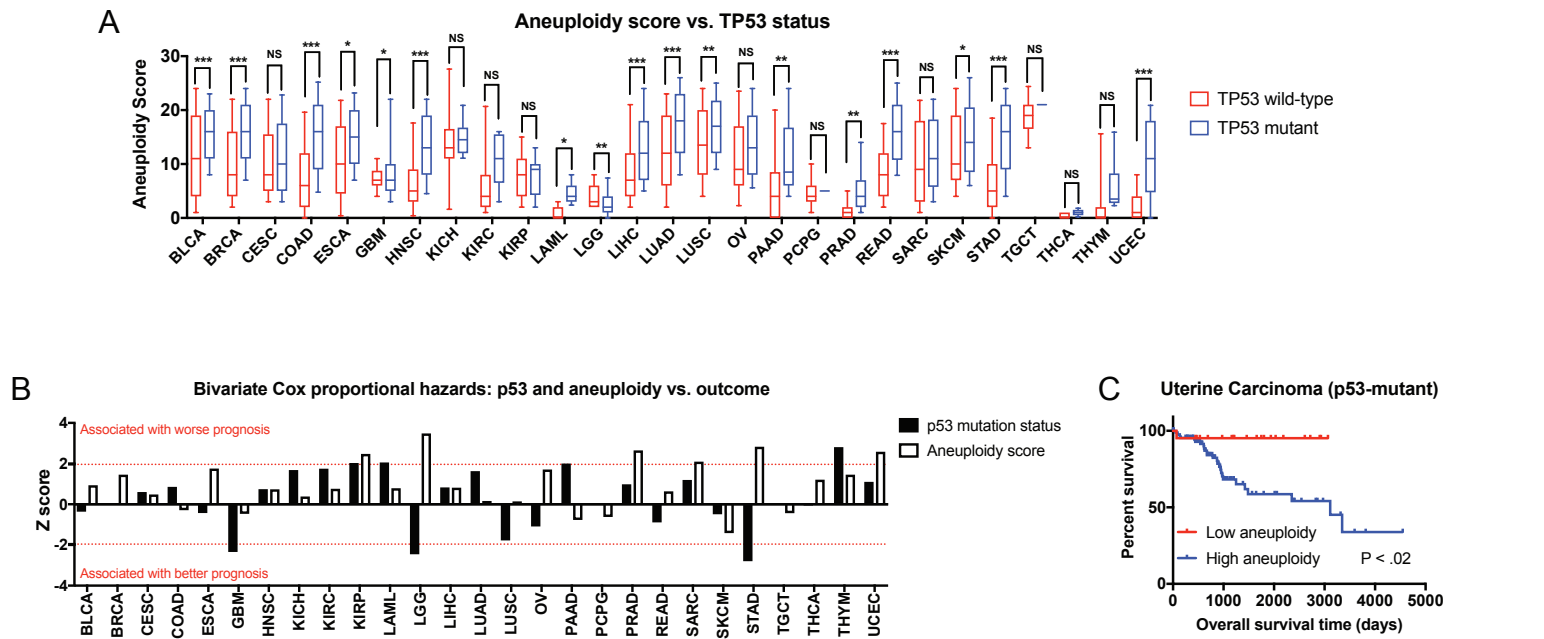 A
Aneuploidy score vs. TP53 status
Aneuploidy Score
30
20
10
0
*** *** NS *** * * *** NS NS NS * ** *** *** ** NS ** NS ** *** NS * *** NS NS NS ***
BLCA BRCA CESC COAD ESCA GBM HNSC KICH KIRC KIRP LAML LGG LIHC LUAD LUSC OV PAAD PCPG PRAD READ SARC SKCM STAD TGCT THCA THYM UCEC
TP53 wild-type
TP53 mutant
B
Bivariate Cox proportional hazards: p53 and aneuploidy vs. outcome
Z score
4
2
0
-2
-4
Associated with worse prognosis
Associated with better prognosis
BLCA BRCA CESC COAD ESCA GBM HNSC KICH KIRC KIRP LAML LGG LIHC LUAD LUSC OV PAAD PCPG PRAD READ SARC SKCM STAD TGCT THCA THYM UCEC
p53 mutation status
Aneuploidy score
C
Uterine Carcinoma (p53-mutant)
Percent survival
100
50
0
Low aneuploidy
High aneuploidy
P < .02
0 1000 2000 3000 4000 5000
Overall survival time (days)